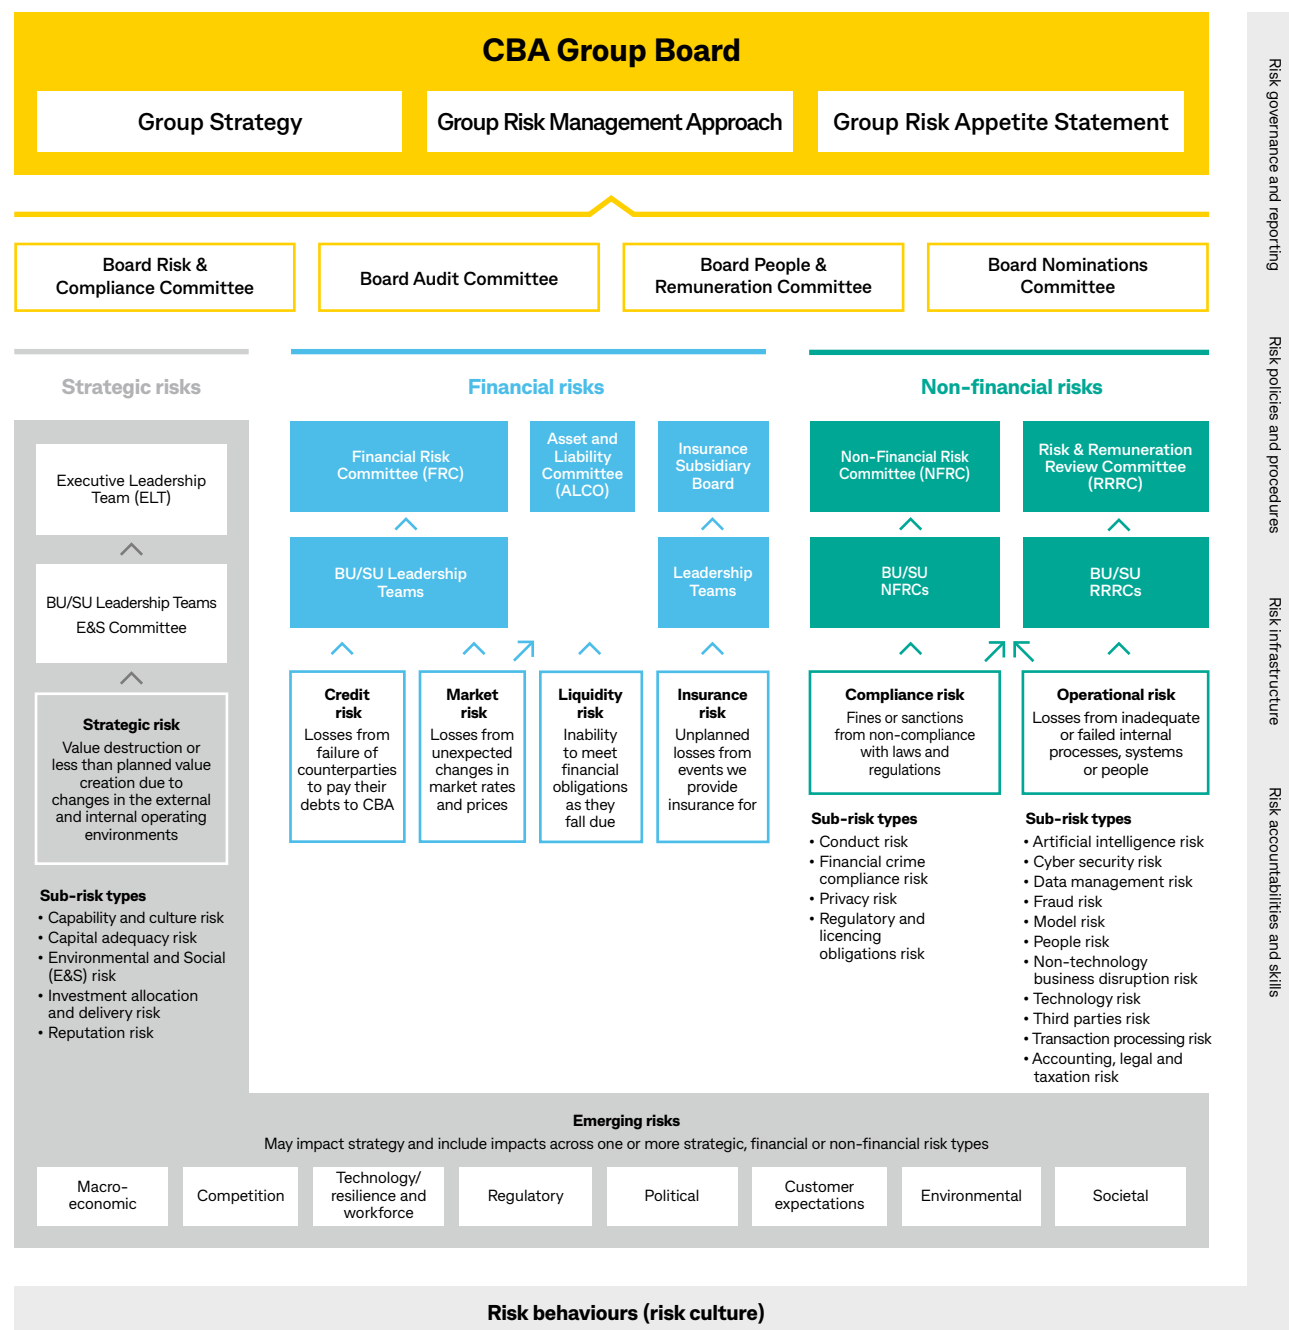 CBA Group Board
Group Strategy
Group Risk Management Approach
Group Risk Appetite Statement
Board Risk &
Compliance Committee
Board Audit Committee
Board People &
Remuneration Committee
Board Nominations
Committee
Strategic risks
Executive Leadership
Team (ELT)
BU/SU Leadership Teams
E&S Committee
Strategic risk
Value destruction or
less than planned value
creation due to
changes in the external
and internal operating
environments
Sub-risk types
• Capability and culture risk
• Capital adequacy risk
• Environmental and Social
(E&S) risk
• Investment allocation
and delivery risk
• Reputation risk
Financial risks
Financial Risk
Committee (FRC)
Asset and
Liability
Committee
(ALCO)
Insurance
Subsidiary
Board
BU/SU Leadership
Teams
Leadership
Teams
Credit
risk
Losses from
failure of
counterparties
to pay their
debts to CBA
Market
risk
Losses from
unexpected
changes in
market rates
and prices
Liquidity
risk
Inability
to meet
financial
obligations
as they
fall due
Insurance
risk
Unplanned
losses from
events we
provide
insurance for
Non-financial risks
Non-Financial Risk
Committee (NFRC)
Risk & Remuneration
Review Committee
(RRRC)
BU/SU
NFRCs
BU/SU
RRRCs
Compliance risk
Fines or sanctions
from non-compliance
with laws and
regulations
Sub-risk types
• Conduct risk
• Financial crime
compliance risk
• Privacy risk
• Regulatory and
licencing
obligations risk
Operational risk
Losses from inadequate
or failed internal
processes, systems
or people
Sub-risk types
• Artificial intelligence risk
• Cyber security risk
• Data management risk
• Fraud risk
• Model risk
• People risk
• Non-technology
business disruption risk
• Technology risk
• Third parties risk
• Transaction processing risk
• Accounting, legal and
taxation risk
Emerging risks
May impact strategy and include impacts across one or more strategic, financial or non-financial risk types
Macro-
economic
Competition
Technology/
resilience and
workforce
Regulatory
Political
Customer
expectations
Environmental
Societal
Risk governance and reporting
Risk policies and procedures
Risk infrastructure
Risk accountabilities and skills
Risk behaviours (risk culture)